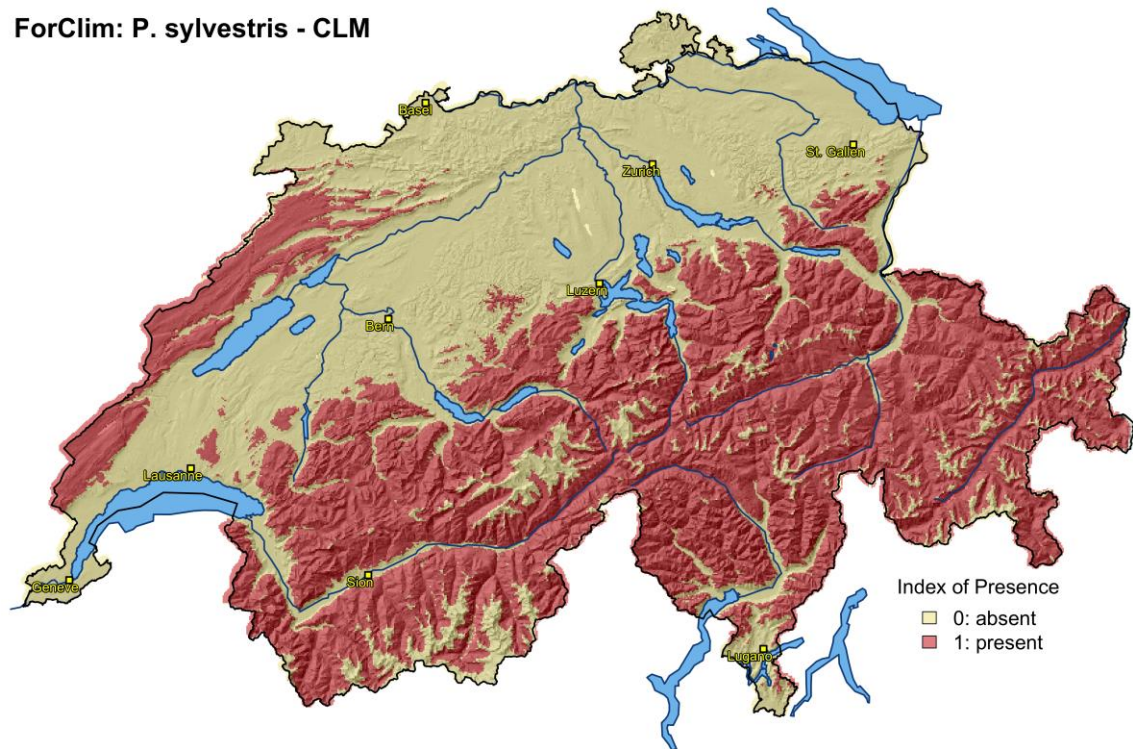 ForClim: P. sylvestris - CLM
Basel
St. Gallen
Zurich
Luzern
Bern
Lausanne
Sion
Geneve
Index of Presence
0: absent
1: present
Lugano